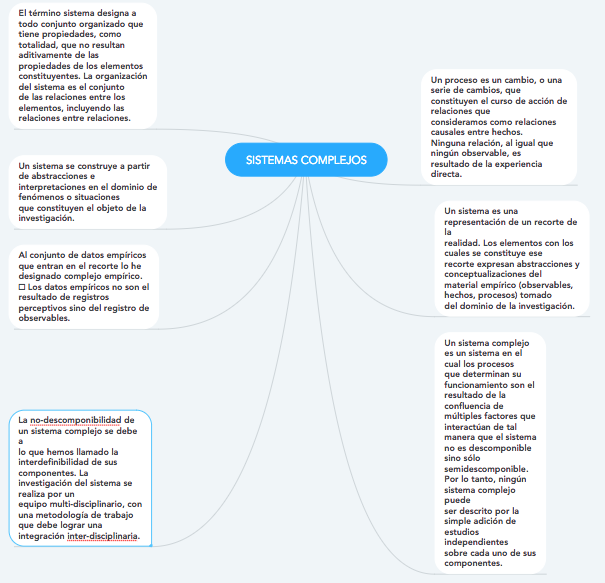 El término sistema designa a
todo conjunto organizado que
tiene propiedades, como
totalidad, que no resultan
aditivamente de las
propiedades de los elementos
constituyentes. La organización
del sistema es el conjunto
de las relaciones entre los
elementos, incluyendo las
relaciones entre relaciones.
SISTEMAS COMPLEJOS
Un proceso es un cambio, o una
serie de cambios, que
constituyen el curso de acción de
relaciones que
consideramos como relaciones
causales entre hechos.
Ninguna relación, al igual que
ningún observable, es
resultado de la experiencia
directa.
Un sistema se construye a partir
de abstracciones e
interpretaciones en el dominio de
fenómenos o situaciones
que constituyen el objeto de la
investigación.
Un sistema es una
representación de un recorte de
la
realidad. Los elementos con los
cuales se constituye ese
recorte expresan abstracciones y
conceptualizaciones del
material empírico (observables,
hechos, procesos) tomado
del dominio de la investigación.
Al conjunto de datos empíricos
que entran en el recorte lo he
designado complejo empírico.
☐ Los datos empíricos no son el
resultado de registros
perceptivos sino del registro de
observables.
Un sistema complejo
es un sistema en el
cual los procesos
que determinan su
funcionamiento son el
resultado de la
confluencia de
múltiples factores que
interactúan de tal
manera que el sistema
no es descomponible
sino sólo
semidescomponible.
Por lo tanto, ningún
sistema complejo
puede
ser descrito por la
simple adición de
estudios
independientes
sobre cada uno de sus
componentes.
La no-descomponibilidad de
un sistema complejo se debe
a
lo que hemos llamado la
interdefinibilidad de sus
componentes. La
investigación del sistema se
realiza por un
equipo multi-disciplinario, con
una metodología de trabajo
que debe lograr una
integración inter-disciplinaria.